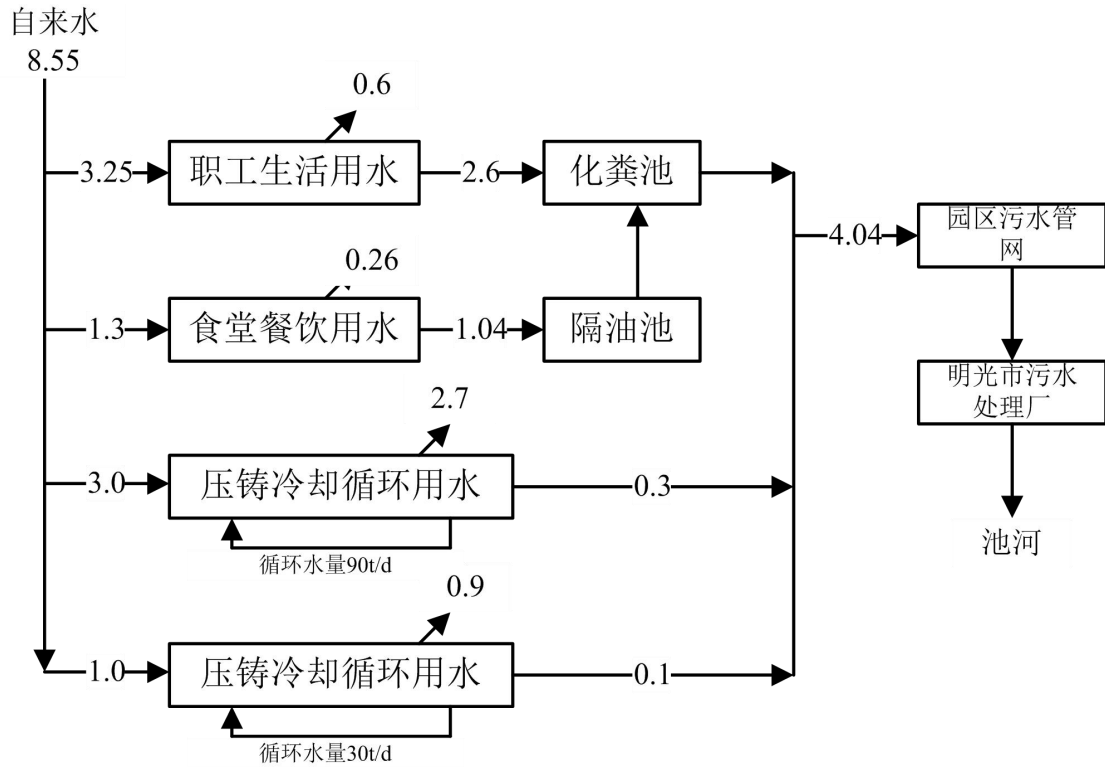 自来水
8.55
0.6
3.25
职工生活用水
2.6
化粪池
0.26
1.3
食堂餐饮用水
1.04
隔油池
4.04
园区污水管
网
明光市污水
处理厂
池河
2.7
3.0
压铸冷却循环用水
0.3
循环水量90t/d
0.9
1.0
压铸冷却循环用水
0.1
循环水量30t/d